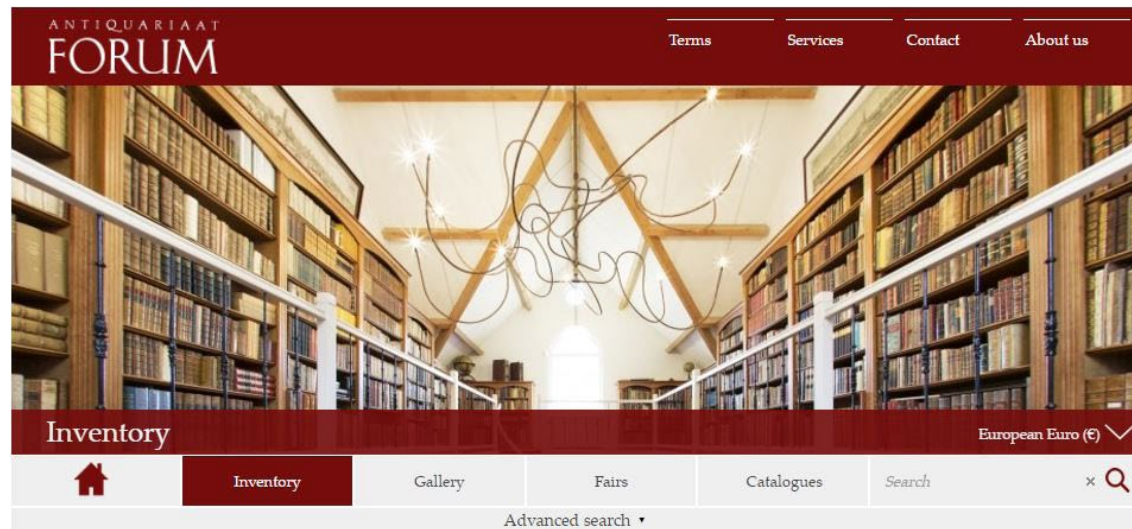 ANTIQUARIAAT
FORUM
Terms Services Contact About us
Inventory
European Euro (€)
Inventory Gallery Fairs Catalogues Search ×
Advanced search ▾